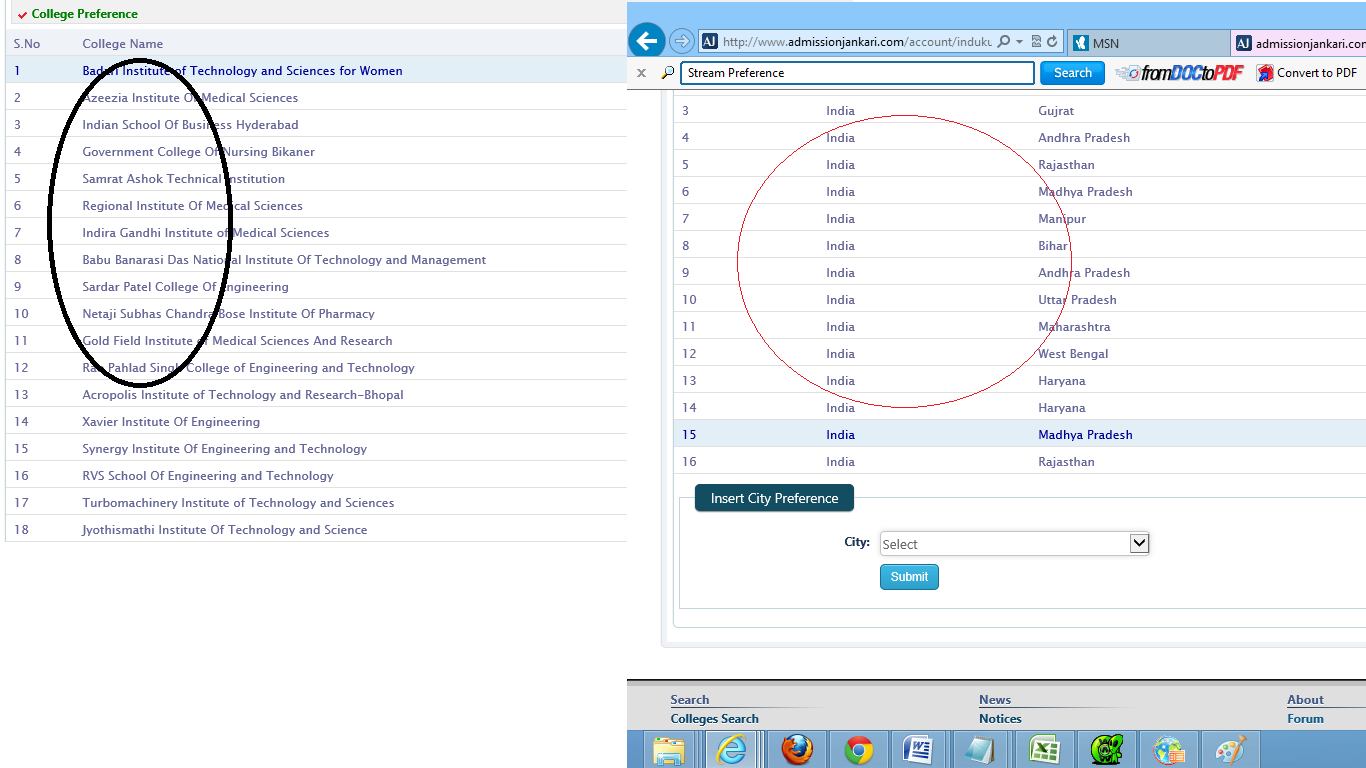 College Preference
S.No College Name
1 Baduri Institute of Technology and Sciences for Women
2 Azeezia Institute Of Medical Sciences
3 Indian School Of Business Hyderabad
4 Government College Of Nursing Bikaner
5 Samrat Ashok Technical Institution
6 Regional Institute Of Medical Sciences
7 Indira Gandhi Institute of Medical Sciences
8 Babu Banarasi Das National Institute Of Technology and Management
9 Sardar Patel College Of Engineering
10 Netaji Subhas Chandra Bose Institute Of Pharmacy
11 Gold Field Institute of Medical Sciences And Research
12 Rao Pahlad Singh College of Engineering and Technology
13 Acropolis Institute of Technology and Research-Bhopal
14 Xavier Institute Of Engineering
15 Synergy Institute Of Engineering and Technology
16 RVS School Of Engineering and Technology
17 Turbomachinery Institute of Technology and Sciences
18 Jyothismathi Institute Of Technology and Science
AJ http://www.admissionjankari.com/account/induku MSN AJ admissionjankari.com
x Stream Preference Search fromDOCtoPDF Convert to PDF
3 India Gujrat
4 India Andhra Pradesh
5 India Rajasthan
6 India Madhya Pradesh
7 India Manipur
8 India Bihar
9 India Andhra Pradesh
10 India Uttar Pradesh
11 India Maharashtra
12 India West Bengal
13 India Haryana
14 India Haryana
15 India Madhya Pradesh
16 India Rajasthan
Insert City Preference
City: Select
Submit
Search News About
Colleges Search Notices Forum